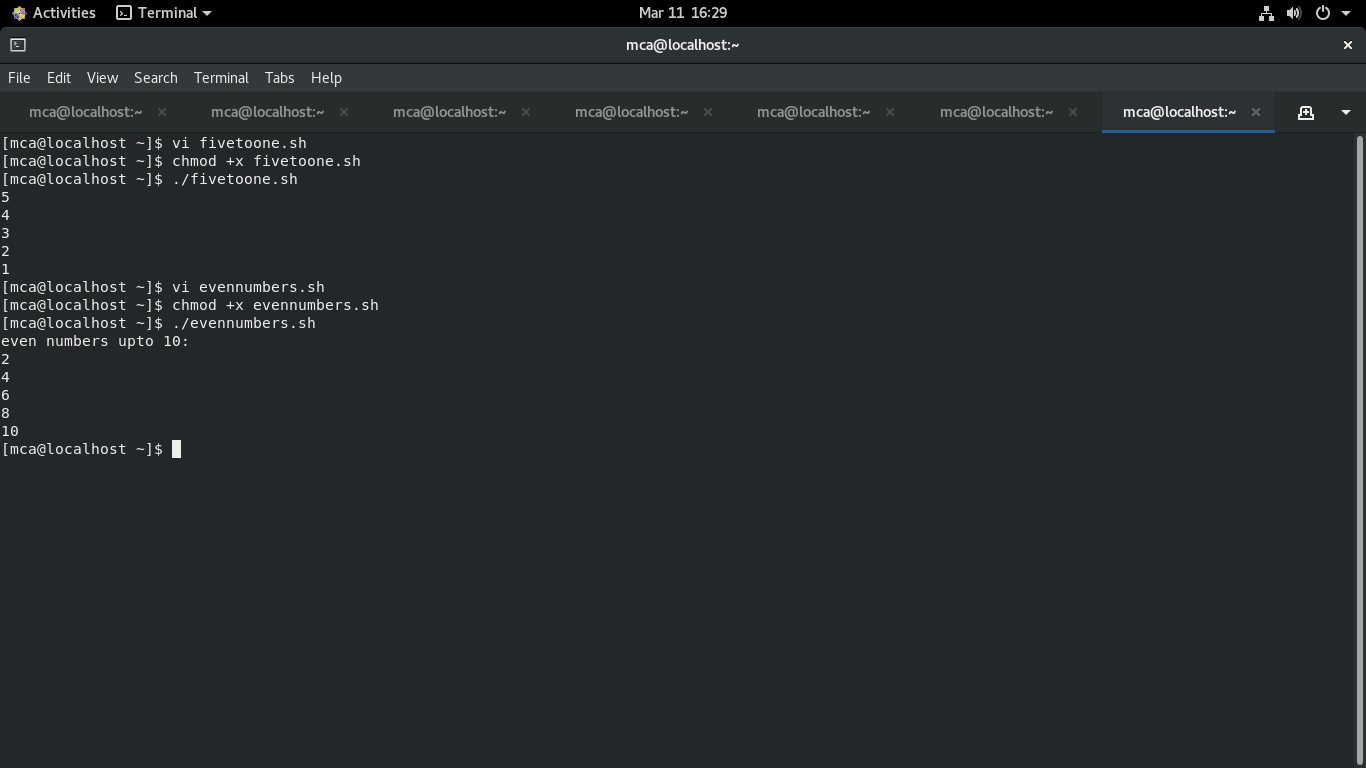 Activities Terminal Mar 11 16:29
mca@localhost:~
File Edit View Search Terminal Tabs Help
mca@localhost:~ mca@localhost:~ mca@localhost:~ mca@localhost:~ mca@localhost:~ mca@localhost:~ mca@localhost:~
[mca@localhost ~]$ vi fivetoone.sh
[mca@localhost ~]$ chmod +x fivetoone.sh
[mca@localhost ~]$ ./fivetoone.sh
5
4
3
2
1
[mca@localhost ~]$ vi evennumbers.sh
[mca@localhost ~]$ chmod +x evennumbers.sh
[mca@localhost ~]$ ./evennumbers.sh
even numbers upto 10:
2
4
6
8
10
[mca@localhost ~]$